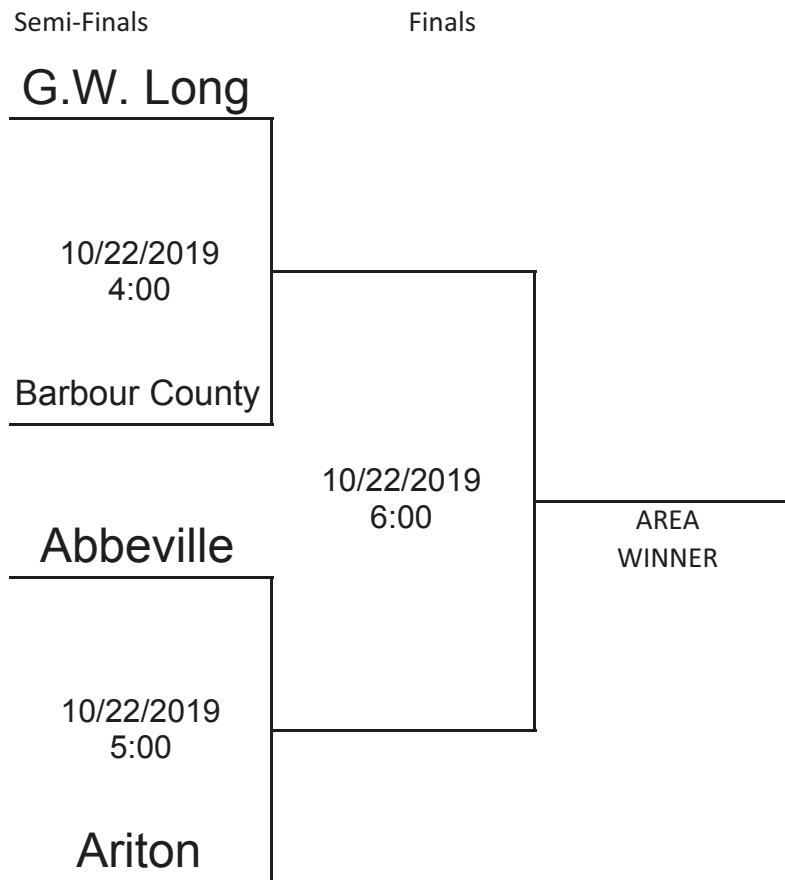 Semi-Finals
Finals
G.W. Long
10/22/2019
4:00
Barbour County
10/22/2019
6:00
AREA
WINNER
Abbeville
10/22/2019
5:00
Ariton